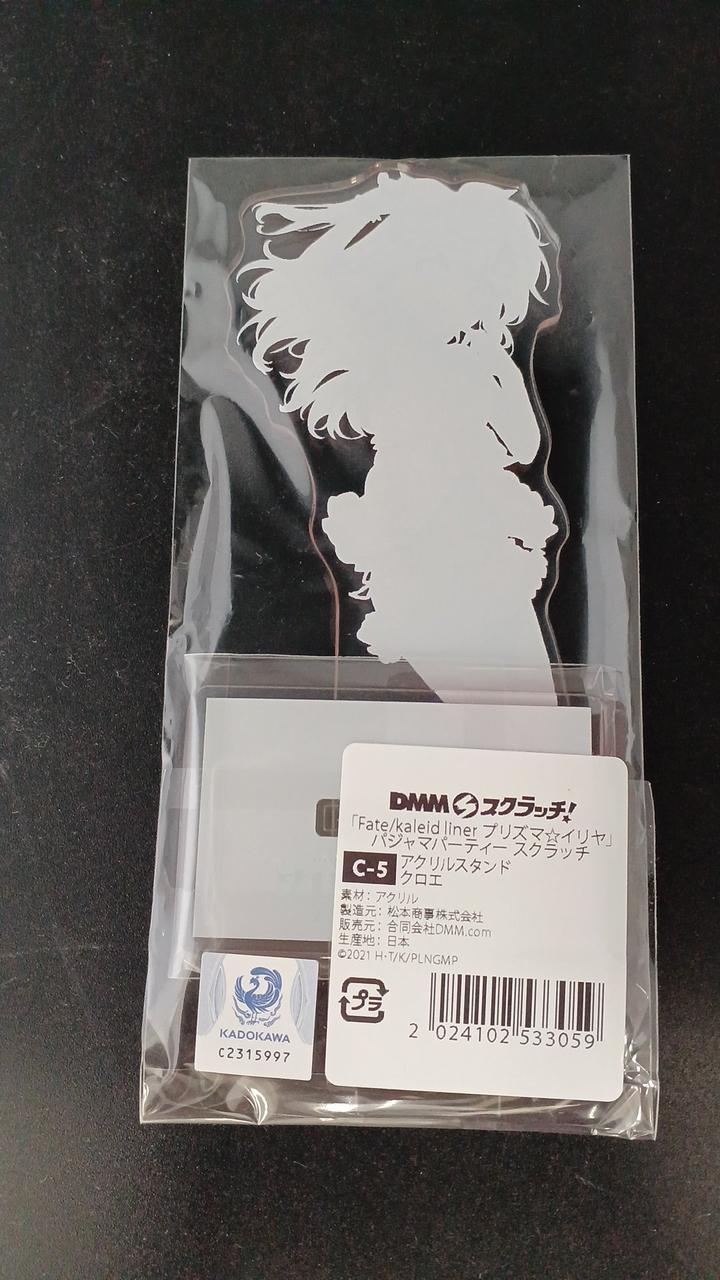 DMM スクラッチ!
「Fate/kaleid liner プリズマ☆イリヤ」
パジャマパーティー スクラッチ
C-5 アクリルスタンド
クロエ
素材：アクリル
製造元：松本商事株式会社
販売元：合同会社DMM.com
生産地：日本
©2021 H・T/K/PLNGMP
プラ
2 024102 533059
KADOKAWA
C2315997